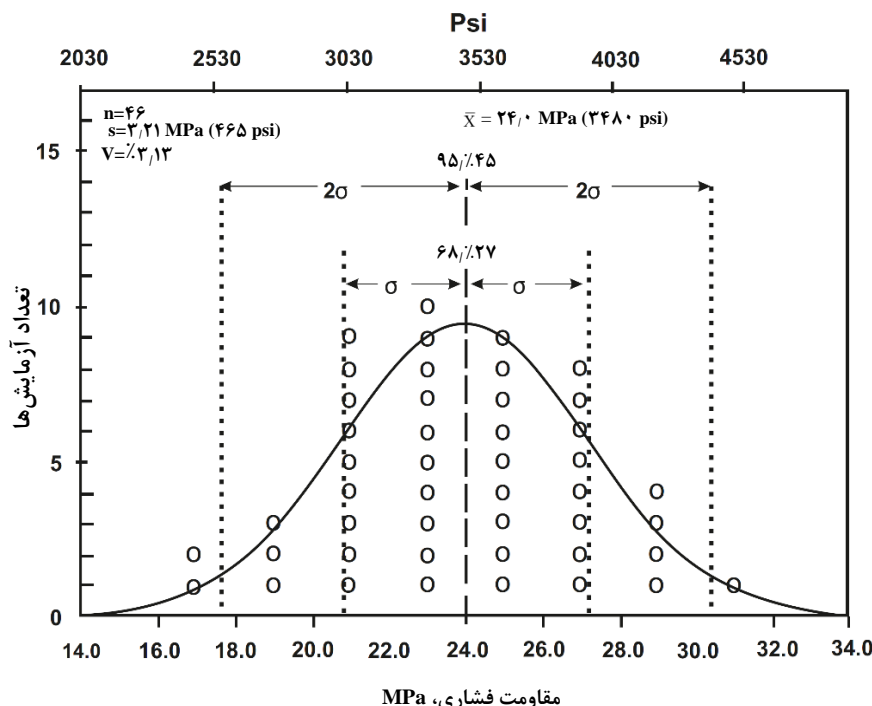 Psi
2030 2530 3030 3530 4030 4530
n=۴۶
s=۳٫۲۱ MPa (۴۶۵ psi)
V=٪۳٫۱۳
x̄ = ۲۴٫۰ MPa (۳۴۸۰ psi)
۹۵٫٪۴۵
2σ 2σ
۶۸٫٪۲۷
σ σ
15
10
5
0
تعداد آزمایش‌ها
14.0 16.0 18.0 20.0 22.0 24.0 26.0 28.0 30.0 32.0 34.0
مقاومت فشاری، MPa